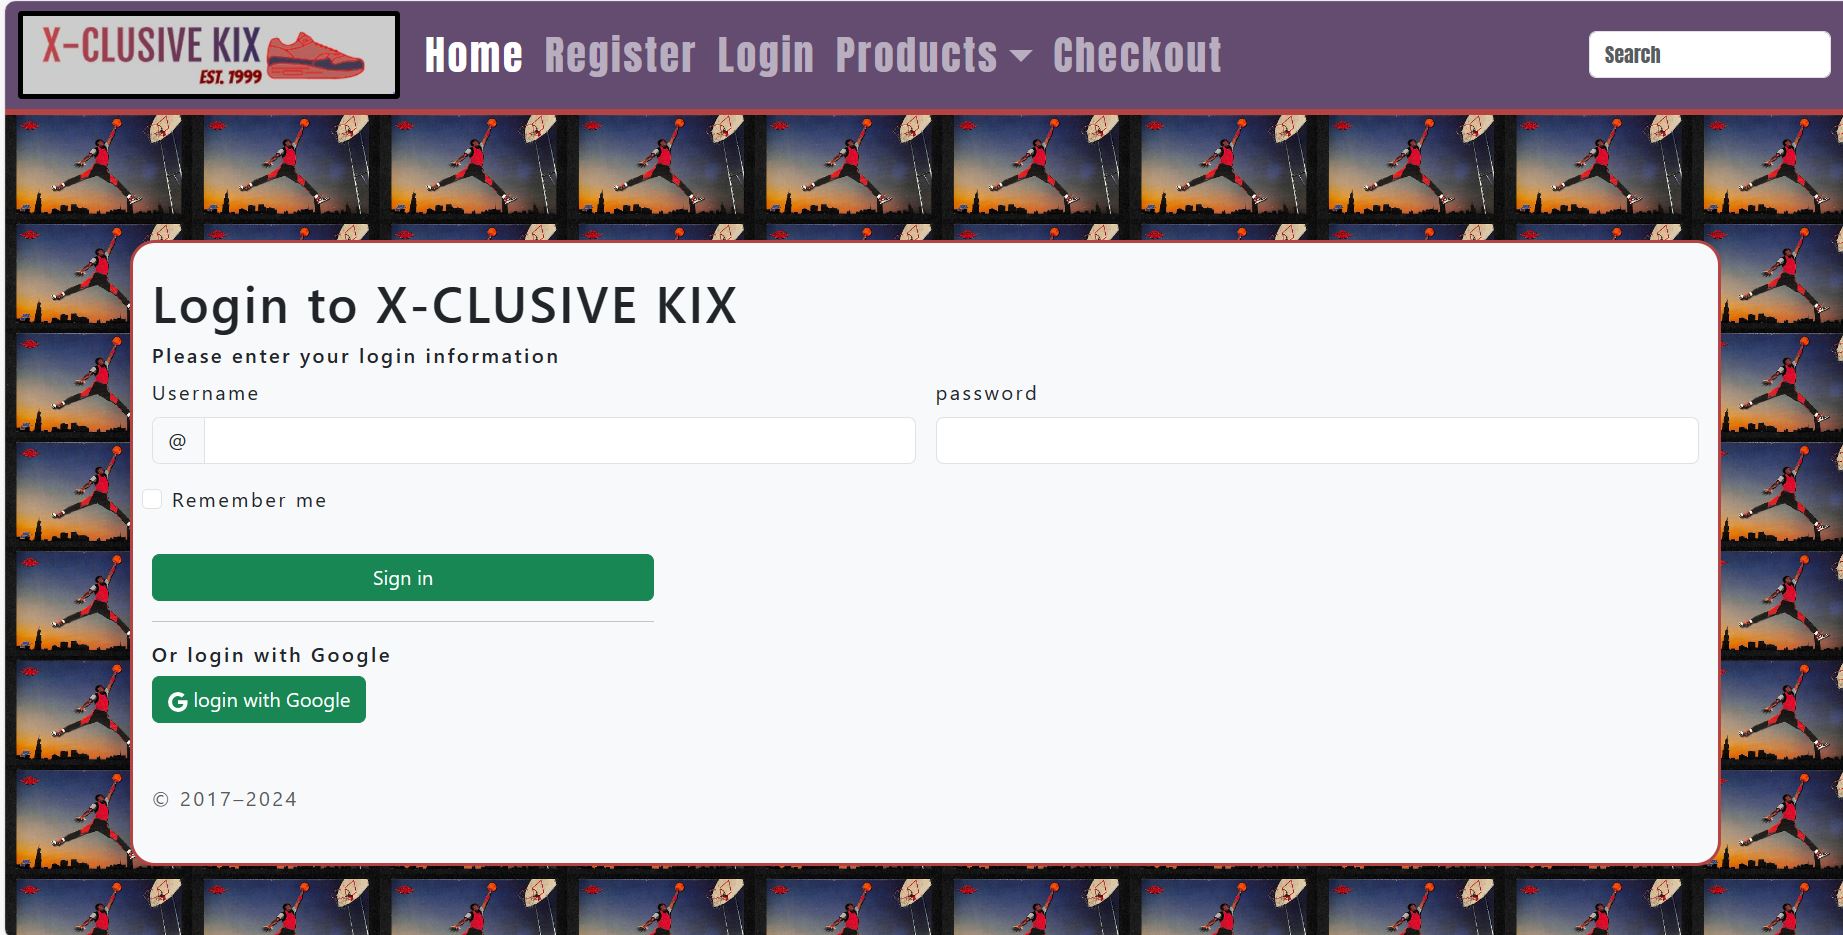 X-CLUSIVE KIX
EST. 1999
Home Register Login Products Checkout
Search
Login to X-CLUSIVE KIX
Please enter your login information
Username
password
@
Remember me
Sign in
Or login with Google
G login with Google
© 2017–2024